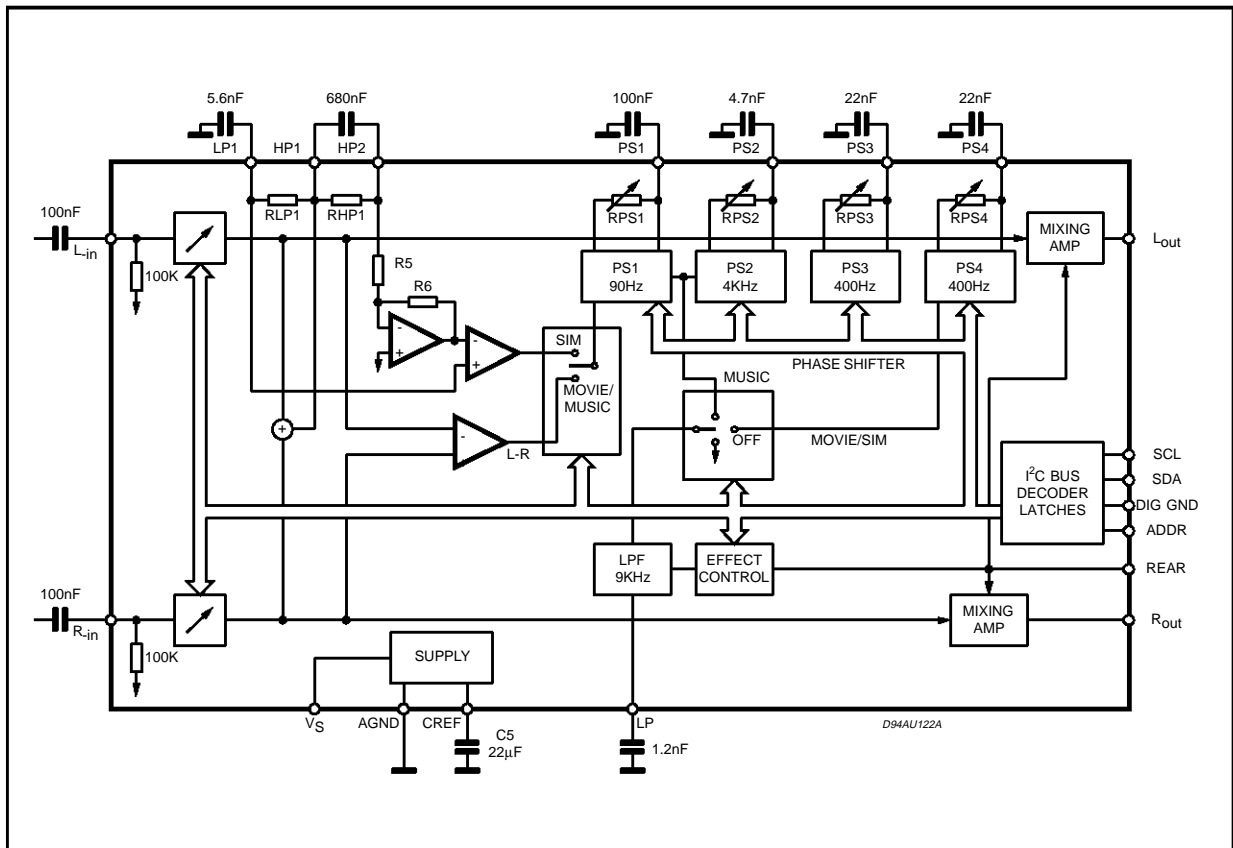 5.6nF
680nF
100nF
4.7nF
22nF
22nF
LP1
HP1
HP2
PS1
PS2
PS3
PS4
RLP1
RHP1
RPS1
RPS2
RPS3
RPS4
100nF
L-in
100K
R5
R6
PS1
90Hz
PS2
4KHz
PS3
400Hz
PS4
400Hz
MIXING
AMP
Lout
-
+
-
+
SIM
MOVIE/
MUSIC
PHASE SHIFTER
MUSIC
OFF
MOVIE/SIM
+
-
L-R
I2C BUS
DECODER
LATCHES
SCL
SDA
DIG GND
ADDR
LPF
9KHz
EFFECT
CONTROL
REAR
100nF
R-in
100K
MIXING
AMP
Rout
SUPPLY
VS
AGND
CREF
LP
D94AU122A
C5
22µF
1.2nF